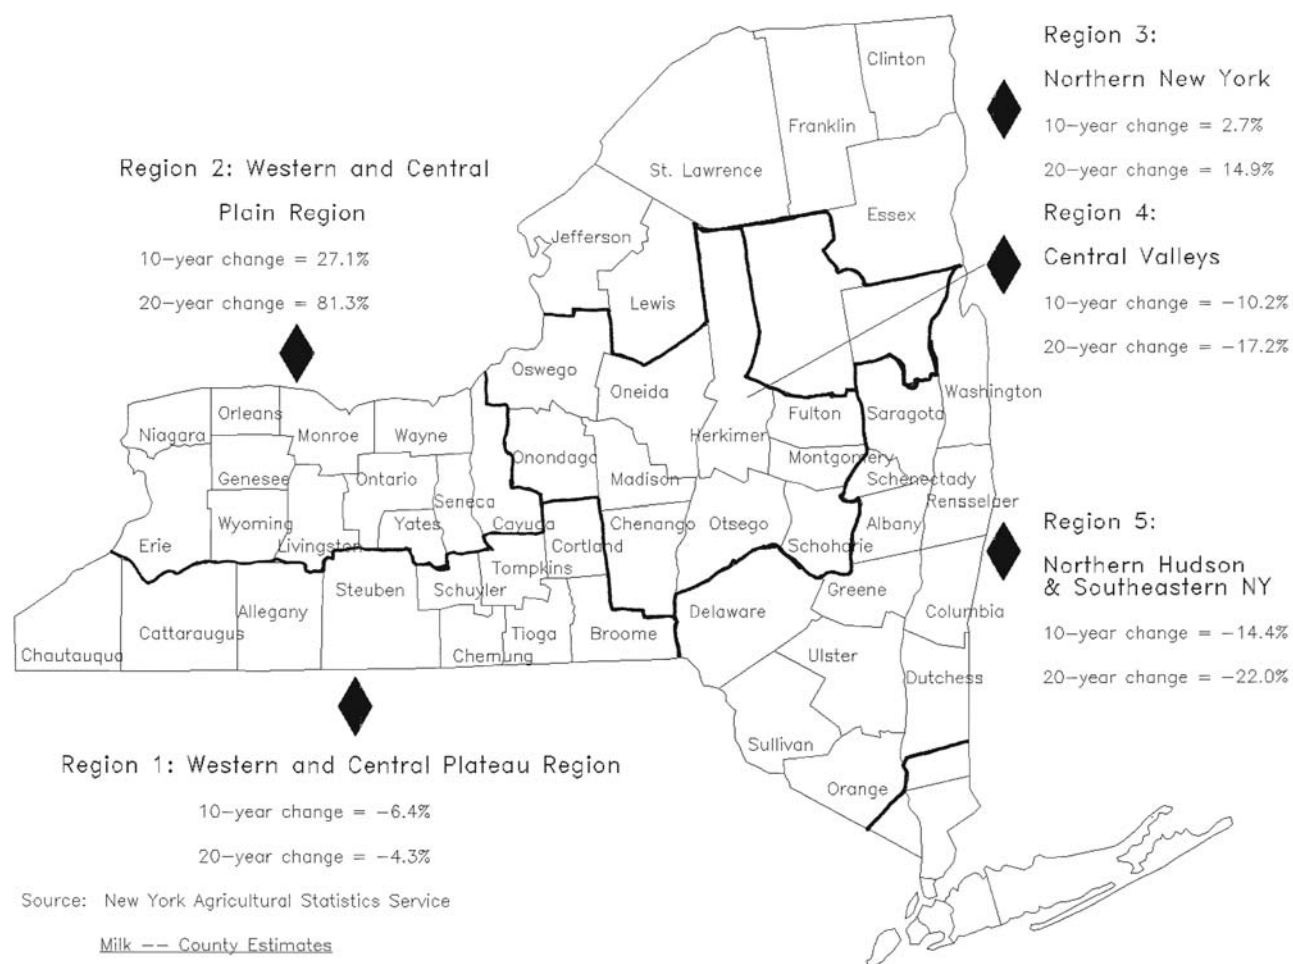 Region 3:
Northern New York
10-year change = 2.7%
20-year change = 14.9%
Region 4:
Central Valleys
10-year change = -10.2%
20-year change = -17.2%
Region 2: Western and Central
Plain Region
10-year change = 27.1%
20-year change = 81.3%
Clinton
Franklin
St. Lawrence
Essex
Jefferson
Lewis
Oswego
Oneida
Washington
Orleans
Fulton
Saragota
Niagara
Monroe
Wayne
Herkimer
Onondaga
Montgomery
Genesee
Ontario
Madison
Schenectady
Seneca
Rensselaer
Wyoming
Yates
Cayuga
Chenango
Otsego
Albany
Erie
Livingston
Cortland
Schoharie
Tompkins
Steuben
Schuyler
Greene
Allegany
Delaware
Columbia
Cattaraugus
Tioga
Broome
Chautauqua
Chemung
Ulster
Dutchess
Sullivan
Orange
Region 5:
Northern Hudson
& Southeastern NY
10-year change = -14.4%
20-year change = -22.0%
Region 1: Western and Central Plateau Region
10-year change = -6.4%
20-year change = -4.3%
Source: New York Agricultural Statistics Service
Milk -- County Estimates